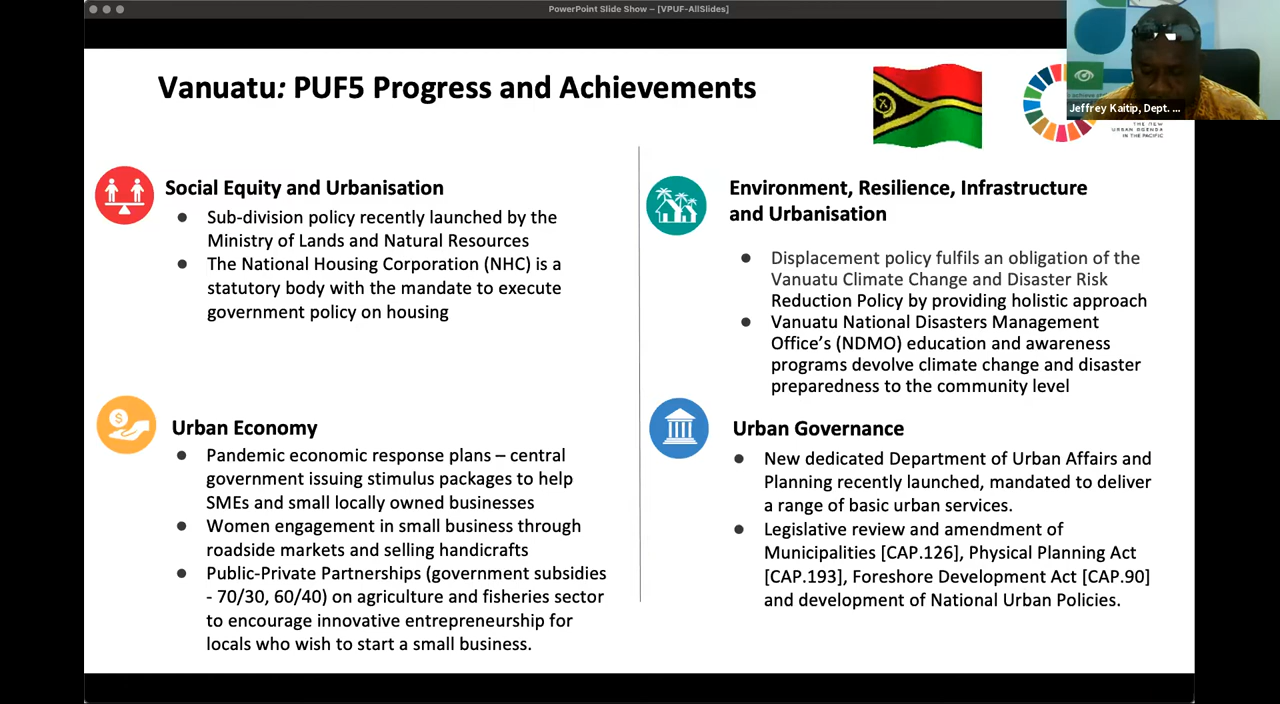 PowerPoint Slide Show – [VPUF-AllSlides]
Vanuatu: PUF5 Progress and Achievements
Jeffrey Kaitip, Dept. ...
THE NEW
URBAN AGENDA
IN THE PACIFIC
Social Equity and Urbanisation
● Sub-division policy recently launched by the
Ministry of Lands and Natural Resources
● The National Housing Corporation (NHC) is a
statutory body with the mandate to execute
government policy on housing
Environment, Resilience, Infrastructure
and Urbanisation
● Displacement policy fulfils an obligation of the
Vanuatu Climate Change and Disaster Risk
Reduction Policy by providing holistic approach
● Vanuatu National Disasters Management
Office's (NDMO) education and awareness
programs devolve climate change and disaster
preparedness to the community level
Urban Economy
● Pandemic economic response plans – central
government issuing stimulus packages to help
SMEs and small locally owned businesses
● Women engagement in small business through
roadside markets and selling handicrafts
● Public-Private Partnerships (government subsidies
- 70/30, 60/40) on agriculture and fisheries sector
to encourage innovative entrepreneurship for
locals who wish to start a small business.
Urban Governance
● New dedicated Department of Urban Affairs and
Planning recently launched, mandated to deliver
a range of basic urban services.
● Legislative review and amendment of
Municipalities [CAP.126], Physical Planning Act
[CAP.193], Foreshore Development Act [CAP.90]
and development of National Urban Policies.